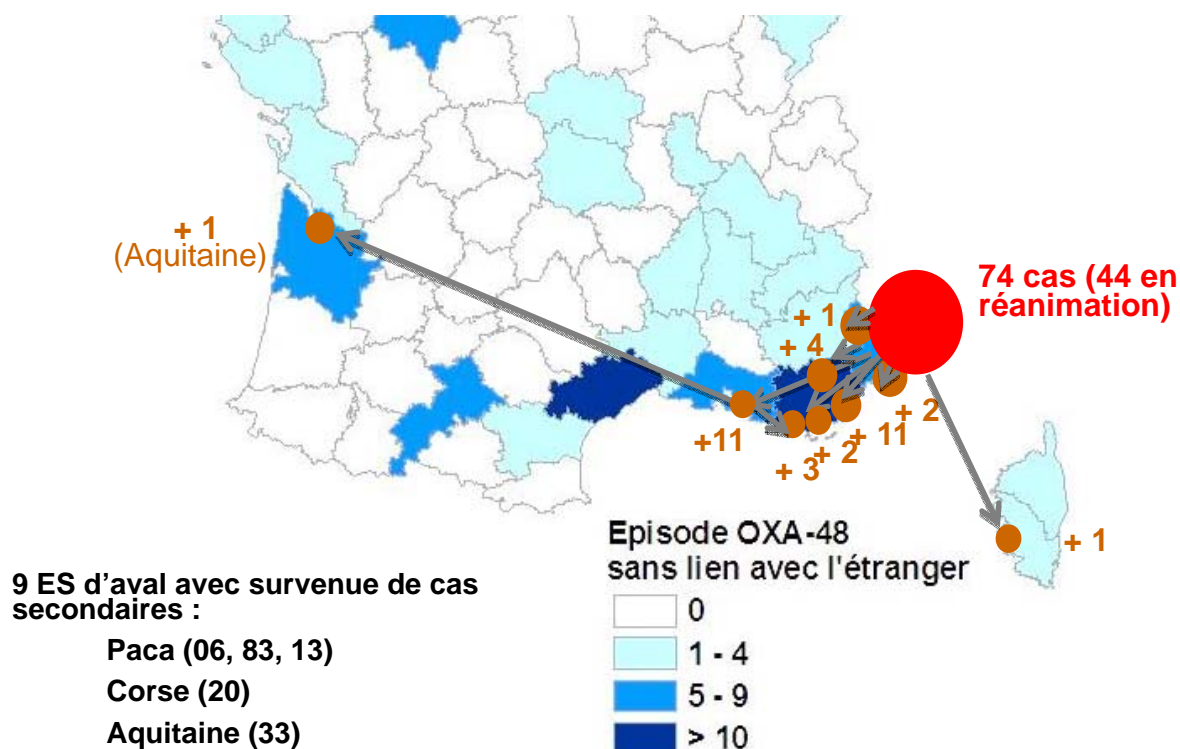 + 1
(Aquitaine)
74 cas (44 en
réanimation)
+ 1
+ 4
+11
+ 3
+ 2
+ 11
+ 2
+ 1
Episode OXA-48
sans lien avec l'étranger
0
1 - 4
5 - 9
> 10
9 ES d’aval avec survenue de cas
secondaires :
Paca (06, 83, 13)
Corse (20)
Aquitaine (33)